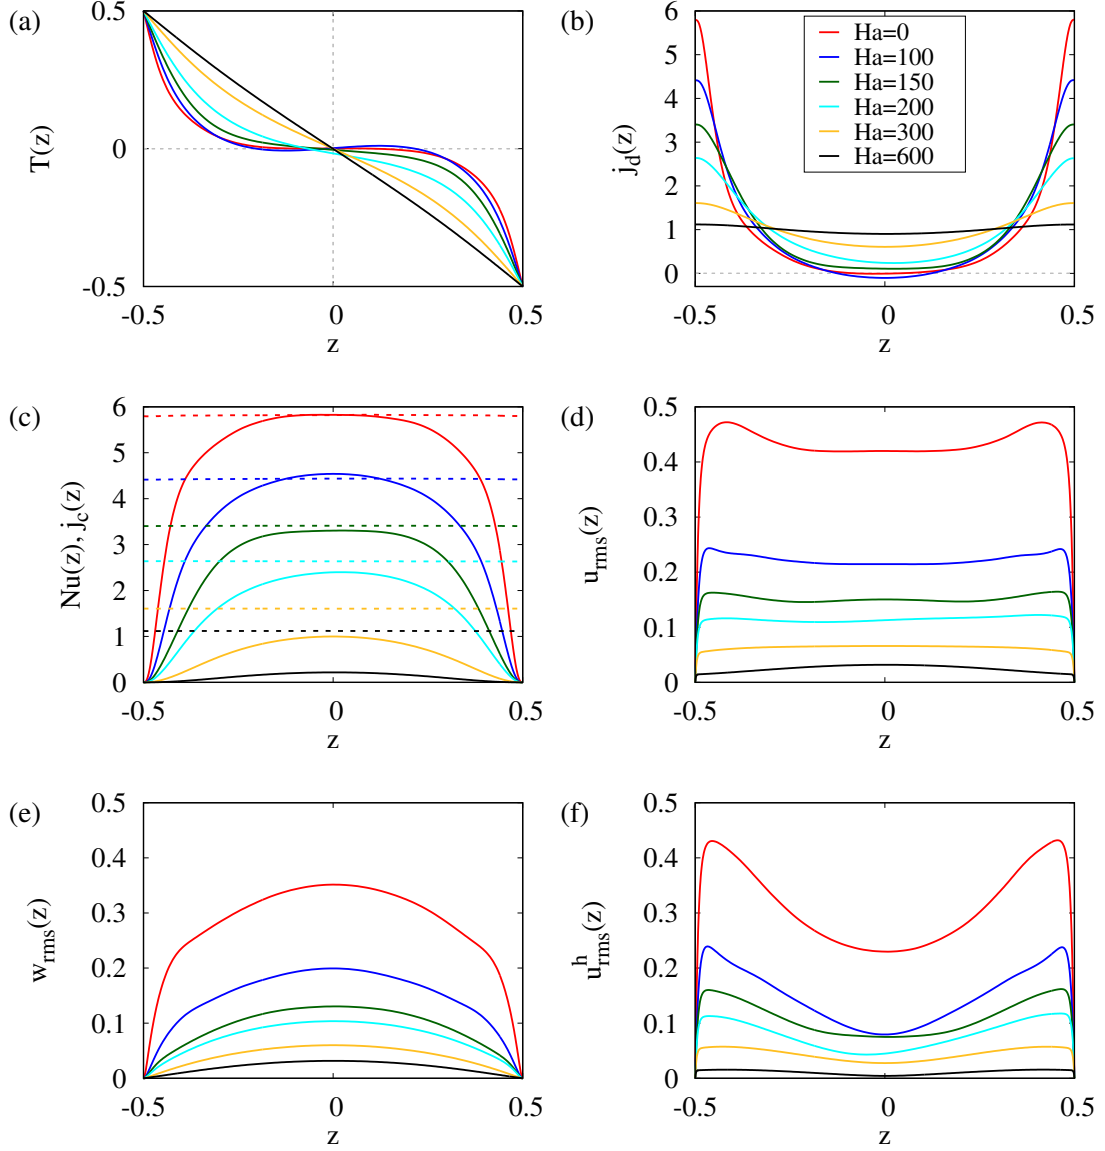 (a)
0.5
0
-0.5
T(z)
-0.5
0
0.5
z
(b)
6
5
4
3
2
1
0
j_d(z)
Ha=0
Ha=100
Ha=150
Ha=200
Ha=300
Ha=600
-0.5
0
0.5
z
(c)
6
5
4
3
2
1
0
Nu(z), j_c(z)
-0.5
0
0.5
z
(d)
0.5
0.4
0.3
0.2
0.1
0
u_rms(z)
-0.5
0
0.5
z
(e)
0.5
0.4
0.3
0.2
0.1
0
w_rms(z)
-0.5
0
0.5
z
(f)
0.5
0.4
0.3
0.2
0.1
0
u^h_rms(z)
-0.5
0
0.5
z